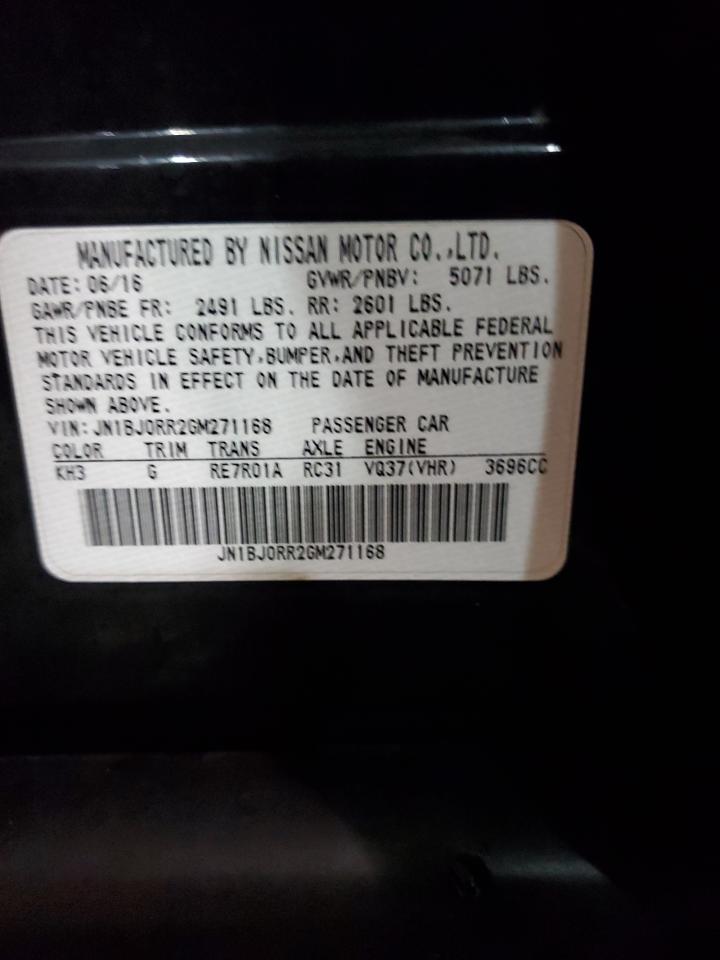 MANUFACTURED BY NISSAN MOTOR CO.,LTD.
DATE: 06/16 GVWR/PNBV: 5071 LBS.
GAWR/PNBE FR: 2491 LBS. RR: 2601 LBS.
THIS VEHICLE CONFORMS TO ALL APPLICABLE FEDERAL
MOTOR VEHICLE SAFETY,BUMPER,AND THEFT PREVENTION
STANDARDS IN EFFECT ON THE DATE OF MANUFACTURE
SHOWN ABOVE.
VIN:JN1BJ0RR2GM271168 PASSENGER CAR
COLOR TRIM TRANS AXLE ENGINE
KH3 G RE7R01A RC31 VQ37(VHR) 3696CC
JN1BJ0RR2GM271168